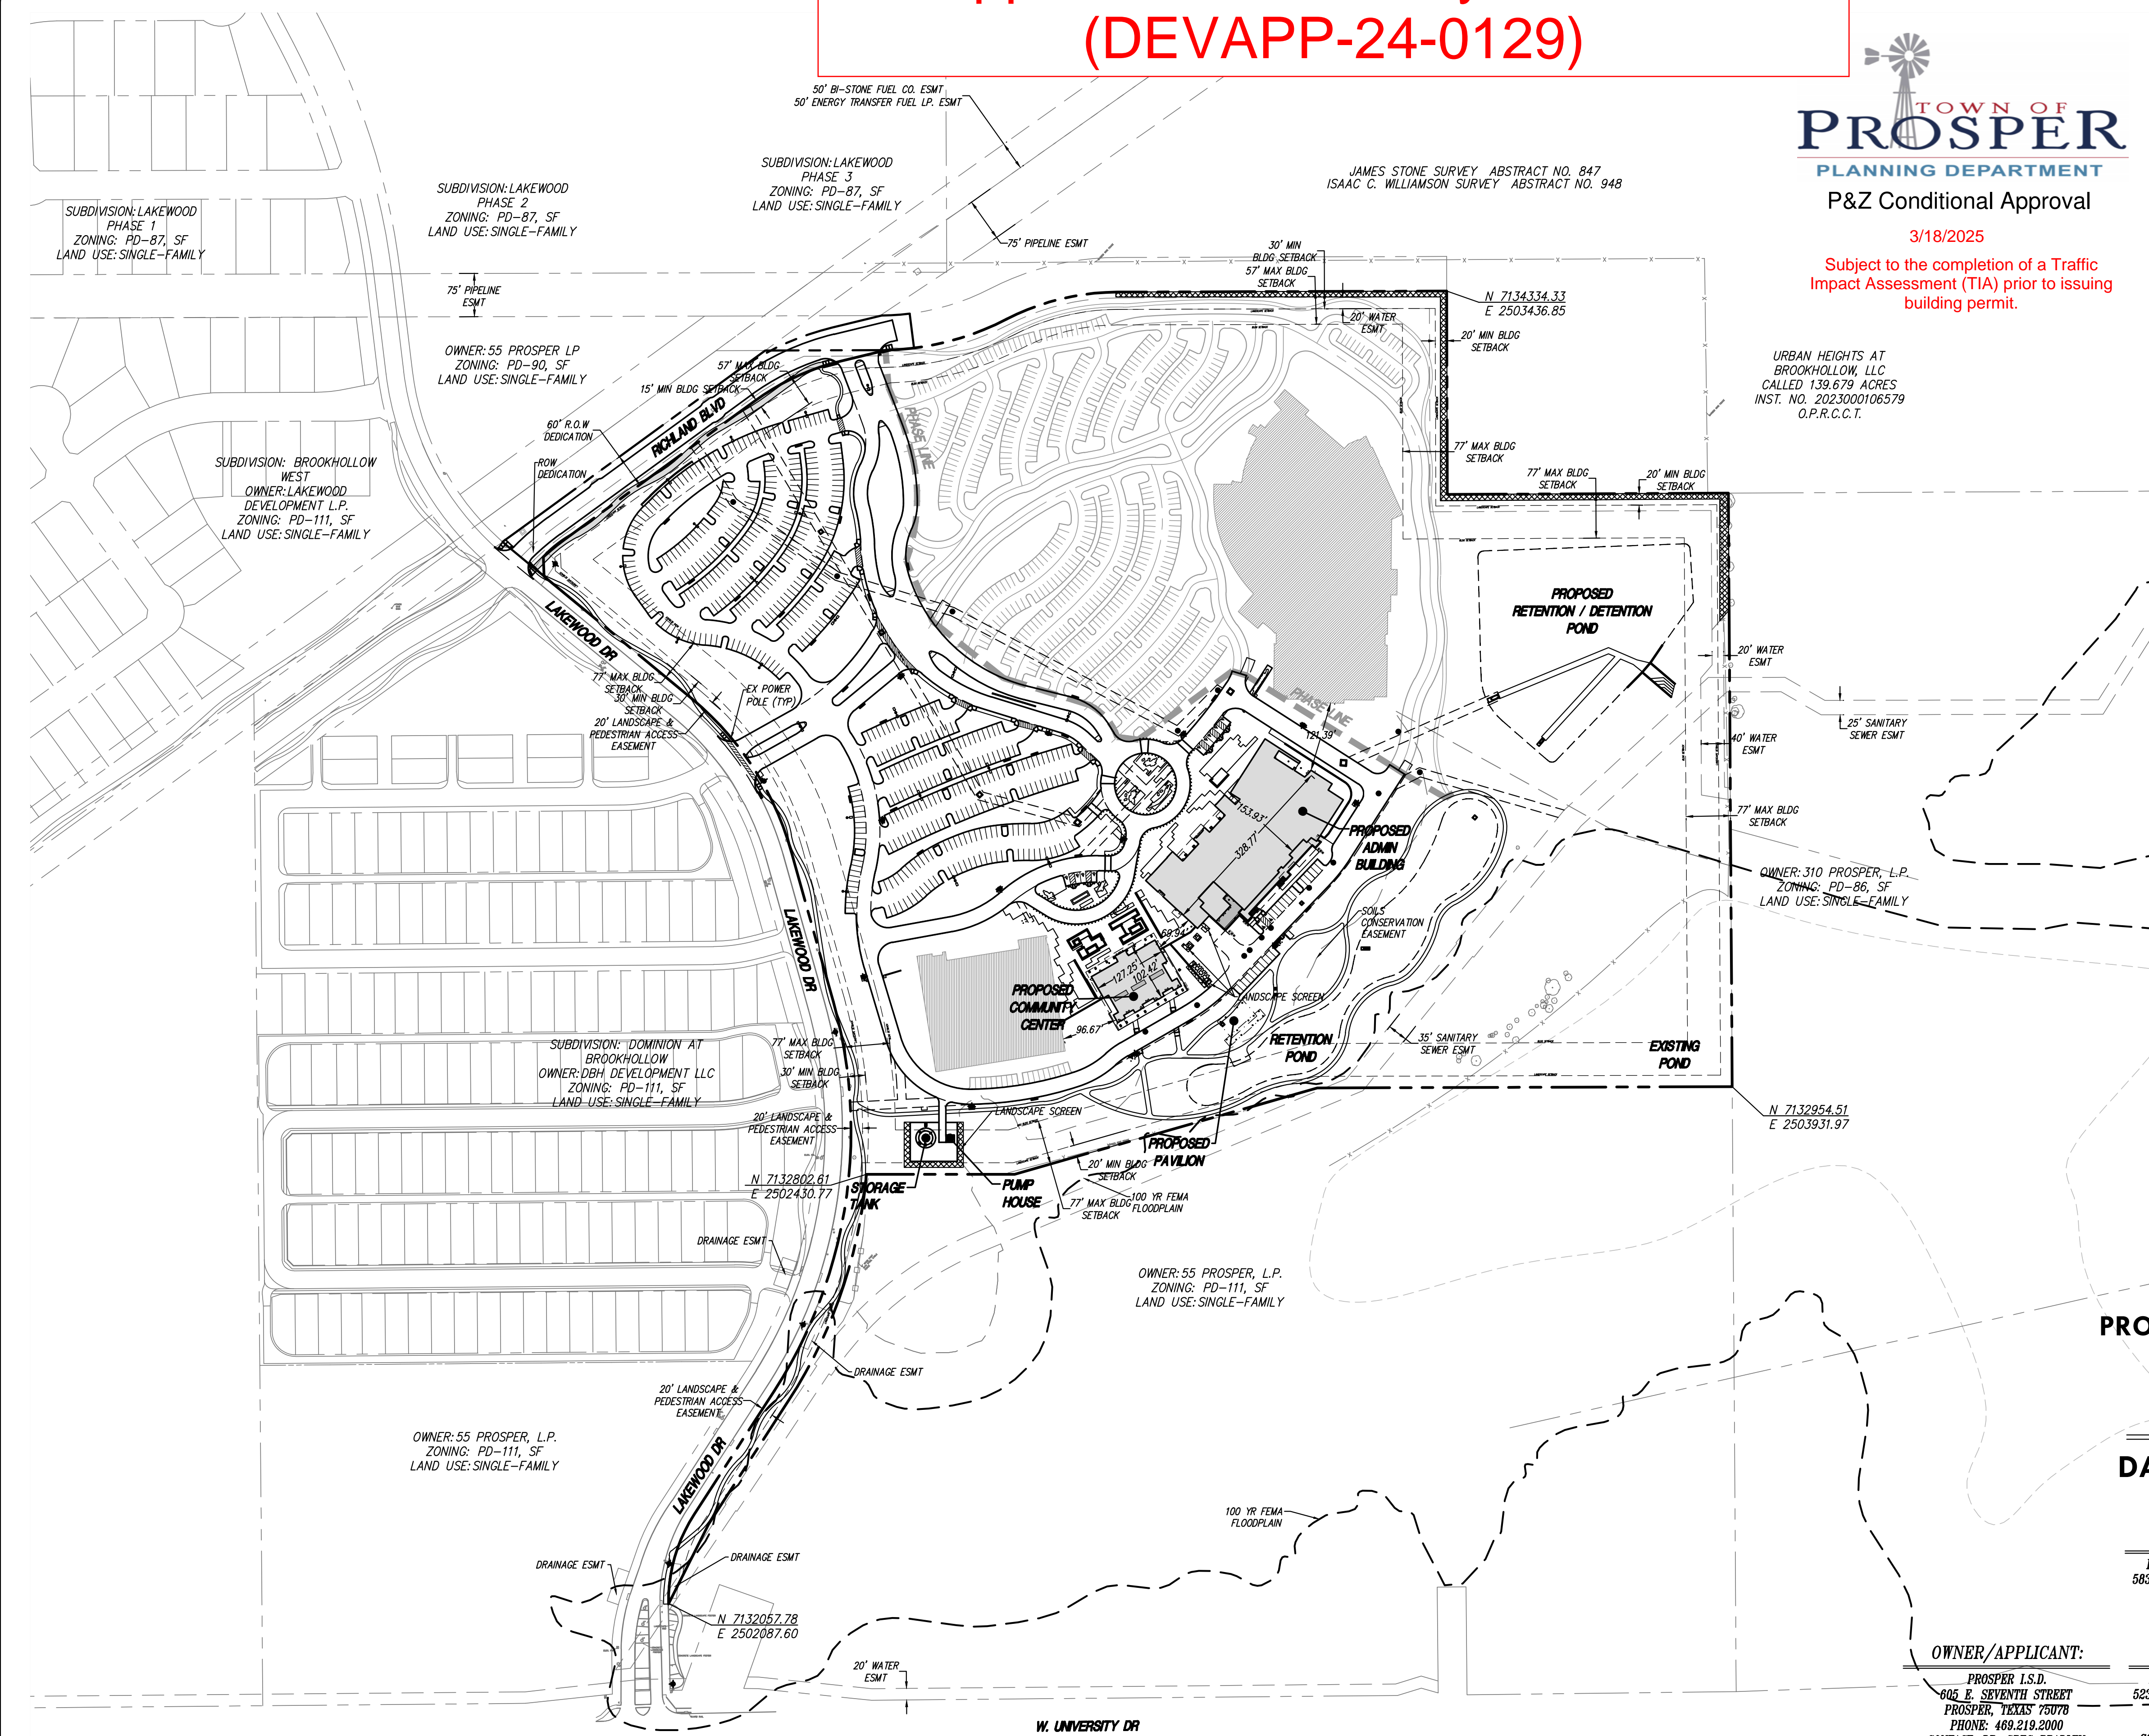 (DEVAPP-24-0129)
TOWN OF
PROSPER
PLANNING DEPARTMENT
P&Z Conditional Approval
3/18/2025
Subject to the completion of a Traffic
Impact Assessment (TIA) prior to issuing
building permit.
50' BI-STONE FUEL CO. ESMT
50' ENERGY TRANSFER FUEL LP. ESMT
SUBDIVISION: LAKEWOOD
PHASE 3
ZONING: PD-87, SF
LAND USE: SINGLE-FAMILY
JAMES STONE SURVEY ABSTRACT NO. 847
ISAAC C. WILLIAMSON SURVEY ABSTRACT NO. 948
SUBDIVISION: LAKEWOOD
PHASE 2
ZONING: PD-87, SF
LAND USE: SINGLE-FAMILY
SUBDIVISION: LAKEWOOD
PHASE 1
ZONING: PD-87, SF
LAND USE: SINGLE-FAMILY
75' PIPELINE ESMT
30' MIN
BLDG SETBACK
57' MAX BLDG
SETBACK
75' PIPELINE
ESMT
N 7134334.33
E 2503436.85
20' WATER
ESMT
20' MIN BLDG
SETBACK
OWNER: 55 PROSPER LP
ZONING: PD-90, SF
LAND USE: SINGLE-FAMILY
57' MAX BLDG
SETBACK
15' MIN BLDG SETBACK
URBAN HEIGHTS AT
BROOKHOLLOW, LLC
CALLED 139.679 ACRES
INST. NO. 2023000106579
O.P.R.C.C.T.
RICHLAND BLVD
PHASE LINE
60' R.O.W
DEDICATION
ROW
DEDICATION
77' MAX BLDG
SETBACK
77' MAX BLDG
SETBACK
20' MIN BLDG
SETBACK
SUBDIVISION: BROOKHOLLOW
WEST
OWNER: LAKEWOOD
DEVELOPMENT L.P.
ZONING: PD-111, SF
LAND USE: SINGLE-FAMILY
PROPOSED
RETENTION / DETENTION
POND
LAKEWOOD DR
20' WATER
ESMT
77' MAX BLDG
SETBACK
30' MIN BLDG
SETBACK
20' LANDSCAPE &
PEDESTRIAN ACCESS
EASEMENT
EX POWER
POLE (TYP)
PHASE LINE
121.39'
25' SANITARY
SEWER ESMT
40' WATER
ESMT
77' MAX BLDG
SETBACK
153.93'
328.77'
PROPOSED
ADMIN
BUILDING
OWNER: 310 PROSPER, L.P.
ZONING: PD-86, SF
LAND USE: SINGLE-FAMILY
SOILS
CONSERVATION
EASEMENT
LAKEWOOD DR
69.94'
127.25'
102.42'
PROPOSED
COMMUNITY
CENTER
96.67'
LANDSCAPE SCREEN
RETENTION
POND
35' SANITARY
SEWER ESMT
EXISTING
POND
SUBDIVISION: DOMINION AT
BROOKHOLLOW
OWNER: DBH DEVELOPMENT LLC
ZONING: PD-111, SF
LAND USE: SINGLE-FAMILY
77' MAX BLDG
SETBACK
30' MIN BLDG
SETBACK
20' LANDSCAPE &
PEDESTRIAN ACCESS
EASEMENT
LANDSCAPE SCREEN
N 7132954.51
E 2503931.97
PROPOSED
PAVILION
20' MIN BLDG
SETBACK
N 7132802.61
E 2502430.77
STORAGE
TANK
PUMP
HOUSE
77' MAX BLDG
SETBACK
100 YR FEMA
FLOODPLAIN
DRAINAGE ESMT
OWNER: 55 PROSPER, L.P.
ZONING: PD-111, SF
LAND USE: SINGLE-FAMILY
DRAINAGE ESMT
20' LANDSCAPE &
PEDESTRIAN ACCESS
EASEMENT
OWNER: 55 PROSPER, L.P.
ZONING: PD-111, SF
LAND USE: SINGLE-FAMILY
LAKEWOOD DR
100 YR FEMA
FLOODPLAIN
DRAINAGE ESMT
DRAINAGE ESMT
N 7132057.78
E 2502087.60
20' WATER
ESMT
W. UNIVERSITY DR
PRO
DA
583
OWNER/APPLICANT:
PROSPER I.S.D.
605 E. SEVENTH STREET
PROSPER, TEXAS 75078
PHONE: 469.219.2000
523